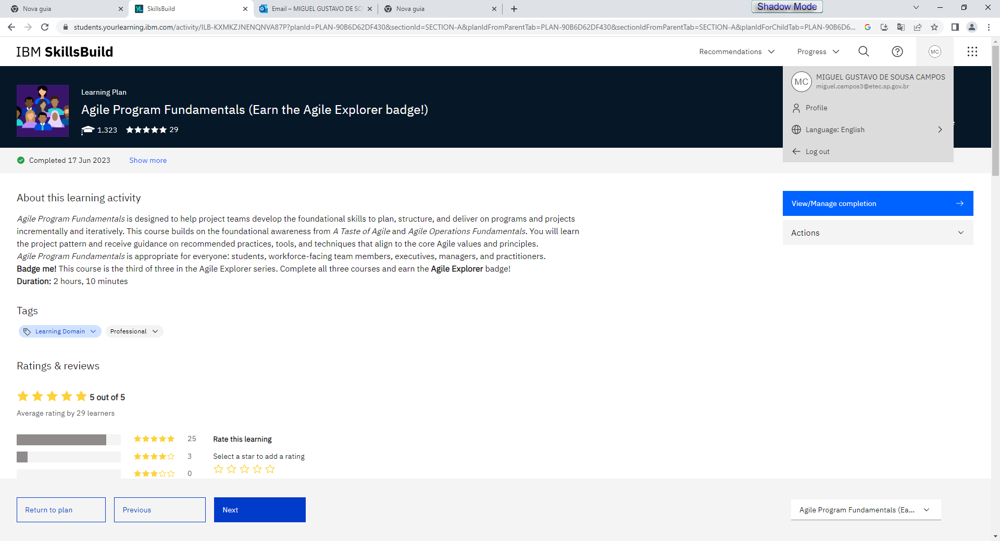 Nova guia
SkillsBuild
Email – MIGUEL GUSTAVO DE SO
Nova guia
Shadow Mode
students.yourlearning.ibm.com/activity/ILB-KXMKZJNENQNVA87P?planId=PLAN-90B6D62DF430&sectionId=SECTION-A&planIdFromParentTab=PLAN-90B6D62DF430&sectionIdFromParentTab=SECTION-A&planIdForChildTab=PLAN-90B6D6...
IBM SkillsBuild
Recommendations
Progress
MC
Learning Plan
Agile Program Fundamentals (Earn the Agile Explorer badge!)
1.323
29
MC
MIGUEL GUSTAVO DE SOUSA CAMPOS
miguel.campos3@etec.sp.gov.br
Profile
Language: English
Log out
Completed 17 Jun 2023
Show more
About this learning activity
Agile Program Fundamentals is designed to help project teams develop the foundational skills to plan, structure, and deliver on programs and projects
incrementally and iteratively. This course builds on the foundational awareness from A Taste of Agile and Agile Operations Fundamentals. You will learn
the project pattern and receive guidance on recommended practices, tools, and techniques that align to the core Agile values and principles.
Agile Program Fundamentals is appropriate for everyone: students, workforce-facing team members, executives, managers, and practitioners.
Badge me! This course is the third of three in the Agile Explorer series. Complete all three courses and earn the Agile Explorer badge!
Duration: 2 hours, 10 minutes
View/Manage completion
Actions
Tags
Learning Domain
Professional
Ratings & reviews
5 out of 5
Average rating by 29 learners
25
3
0
Rate this learning
Select a star to add a rating
Return to plan
Previous
Next
Agile Program Fundamentals (Ea...